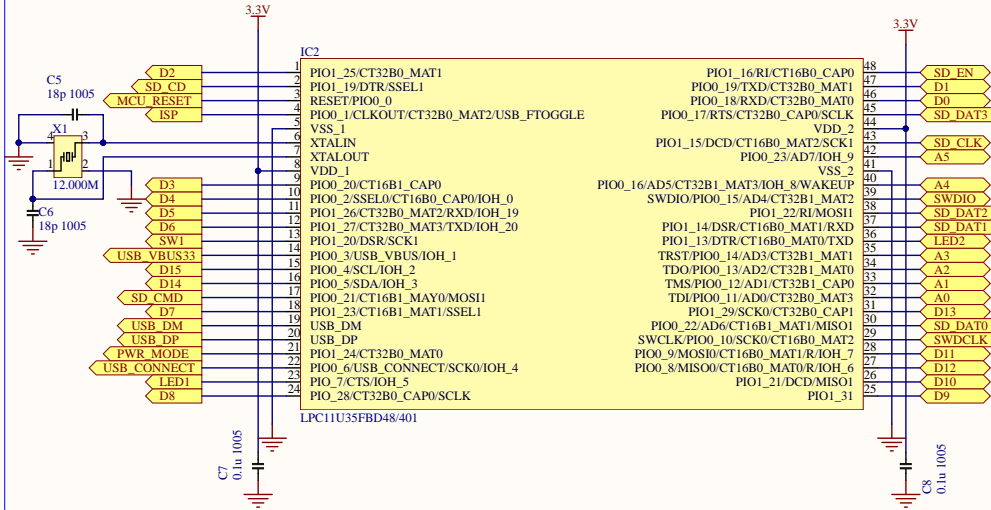 3.3V
3.3V
IC2
D2 1 PIO1_25/CT32B0_MAT1 PIO1_16/RI/CT16B0_CAP0 48 SD_EN
SD_CD 2 PIO1_19/DTR/SSEL1 PIO0_19/TXD/CT32B0_MAT1 47 D1
MCU_RESET 3 RESET/PIO0_0 PIO0_18/RXD/CT32B0_MAT0 46 D0
ISP 4 PIO0_1/CLKOUT/CT32B0_MAT2/USB_FTOGGLE PIO0_17/RTS/CT32B0_CAP0/SCLK 45 SD_DAT3
5 VSS_1 VDD_2 44
6 XTALIN PIO1_15/DCD/CT16B0_MAT2/SCK1 43 SD_CLK
7 XTALOUT PIO0_23/AD7/IOH_9 42 A5
8 VDD_1 VSS_2 41
D3 9 PIO0_20/CT16B1_CAP0 PIO0_16/AD5/CT32B1_MAT3/IOH_8/WAKEUP 40 A4
D4 10 PIO0_2/SSEL0/CT16B0_CAP0/IOH_0 SWDIO/PIO0_15/AD4/CT32B1_MAT2 39 SWDIO
D5 11 PIO1_26/CT32B0_MAT2/RXD/IOH_19 PIO1_22/RI/MOSI1 38 SD_DAT2
D6 12 PIO1_27/CT32B0_MAT3/TXD/IOH_20 PIO1_14/DSR/CT16B0_MAT1/RXD 37 SD_DAT1
SW1 13 PIO1_20/DSR/SCK1 PIO1_13/DTR/CT16B0_MAT0/TXD 36 LED2
USB_VBUS33 14 PIO0_3/USB_VBUS/IOH_1 TRST/PIO0_14/AD3/CT32B1_MAT1 35 A3
D15 15 PIO0_4/SCL/IOH_2 TDO/PIO0_13/AD2/CT32B1_MAT0 34 A2
D14 16 PIO0_5/SDA/IOH_3 TMS/PIO0_12/AD1/CT32B1_CAP0 33 A1
SD_CMD 17 PIO0_21/CT16B1_MAY0/MOSI1 TDI/PIO0_11/AD0/CT32B0_MAT3 32 A0
D7 18 PIO1_23/CT16B1_MAT1/SSEL1 PIO1_29/SCK0/CT32B0_CAP1 31 D13
USB_DM 19 USB_DM PIO0_22/AD6/CT16B1_MAT1/MISO1 30 SD_DAT0
USB_DP 20 USB_DP SWCLK/PIO0_10/SCK0/CT16B0_MAT2 29 SWDCLK
PWR_MODE 21 PIO1_24/CT32B0_MAT0 PIO0_9/MOSI0/CT16B0_MAT1/R/IOH_7 28 D11
USB_CONNECT 22 PIO0_6/USB_CONNECT/SCK0/IOH_4 PIO0_8/MISO0/CT16B0_MAT0/R/IOH_6 27 D12
LED1 23 PIO_7/CTS/IOH_5 PIO1_21/DCD/MISO1 26 D10
D8 24 PIO_28/CT32B0_CAP0/SCLK PIO1_31 25 D9
LPC11U35FBD48/401
C5
18p 1005
X1
4 3
1 2
12.000M
C6
18p 1005
C7
0.1u 1005
C8
0.1u 1005